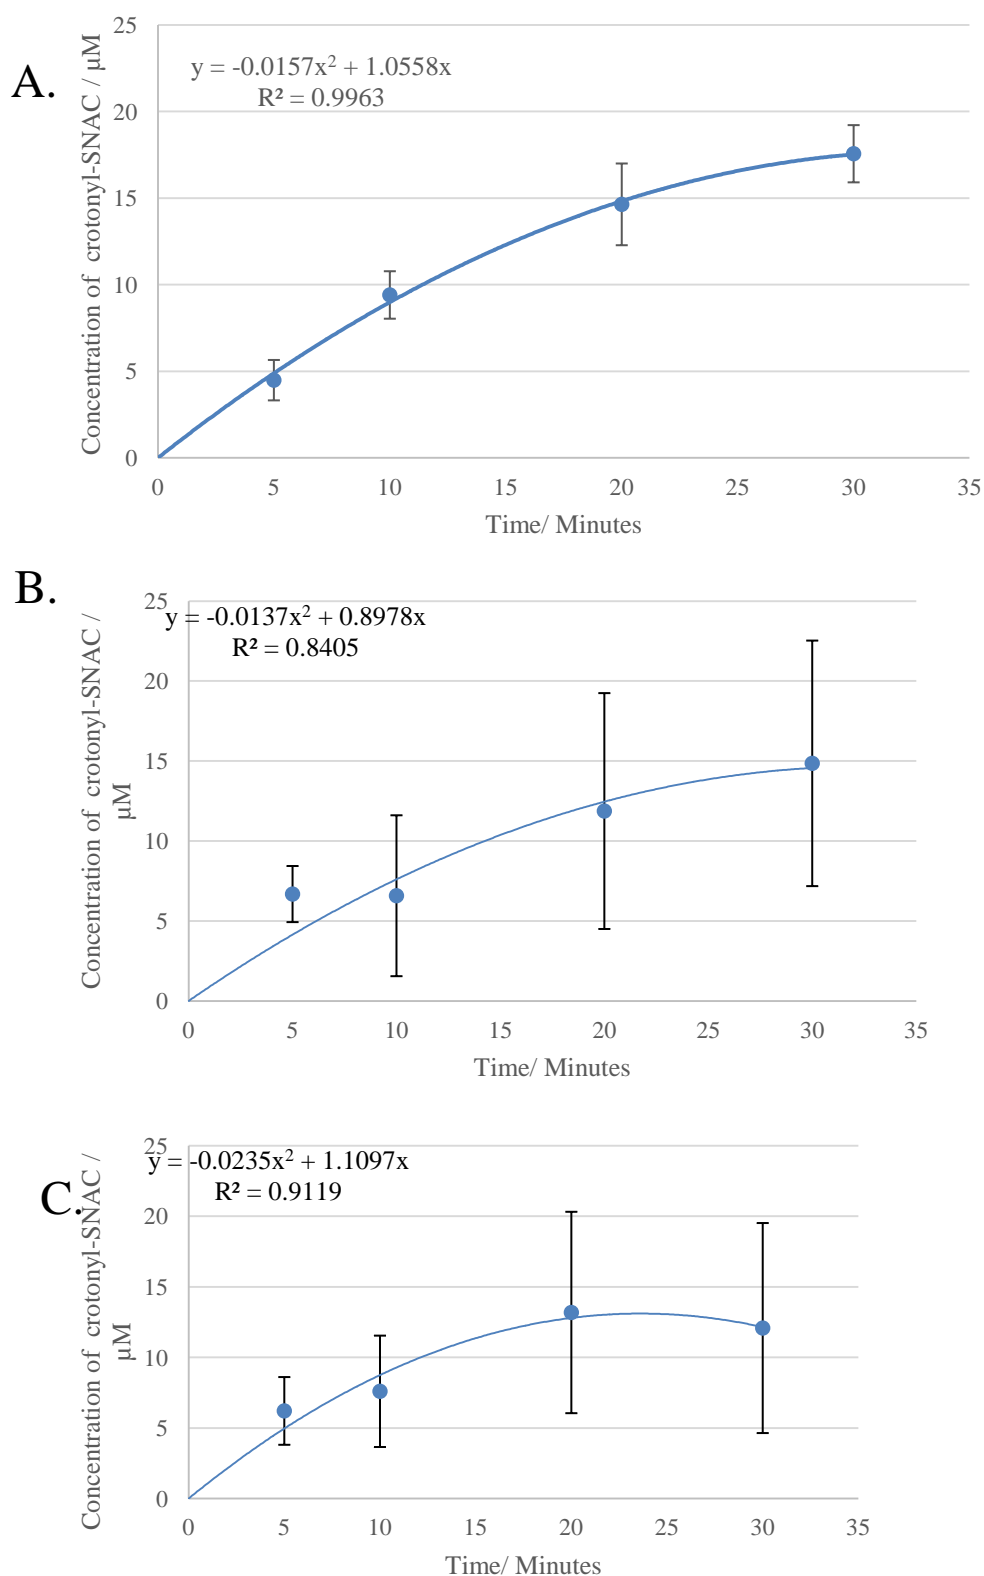 A.
y = -0.0157x² + 1.0558x
R² = 0.9963
Concentration of crotonyl-SNAC / µM
25
20
15
10
5
0
0 5 10 15 20 25 30 35
Time/ Minutes
B.
y = -0.0137x² + 0.8978x
R² = 0.8405
Concentration of crotonyl-SNAC /
µM
25
20
15
10
5
0
0 5 10 15 20 25 30 35
Time/ Minutes
C.
y = -0.0235x² + 1.1097x
R² = 0.9119
Concentration of crotonyl-SNAC /
µM
25
20
15
10
5
0
0 5 10 15 20 25 30 35
Time/ Minutes